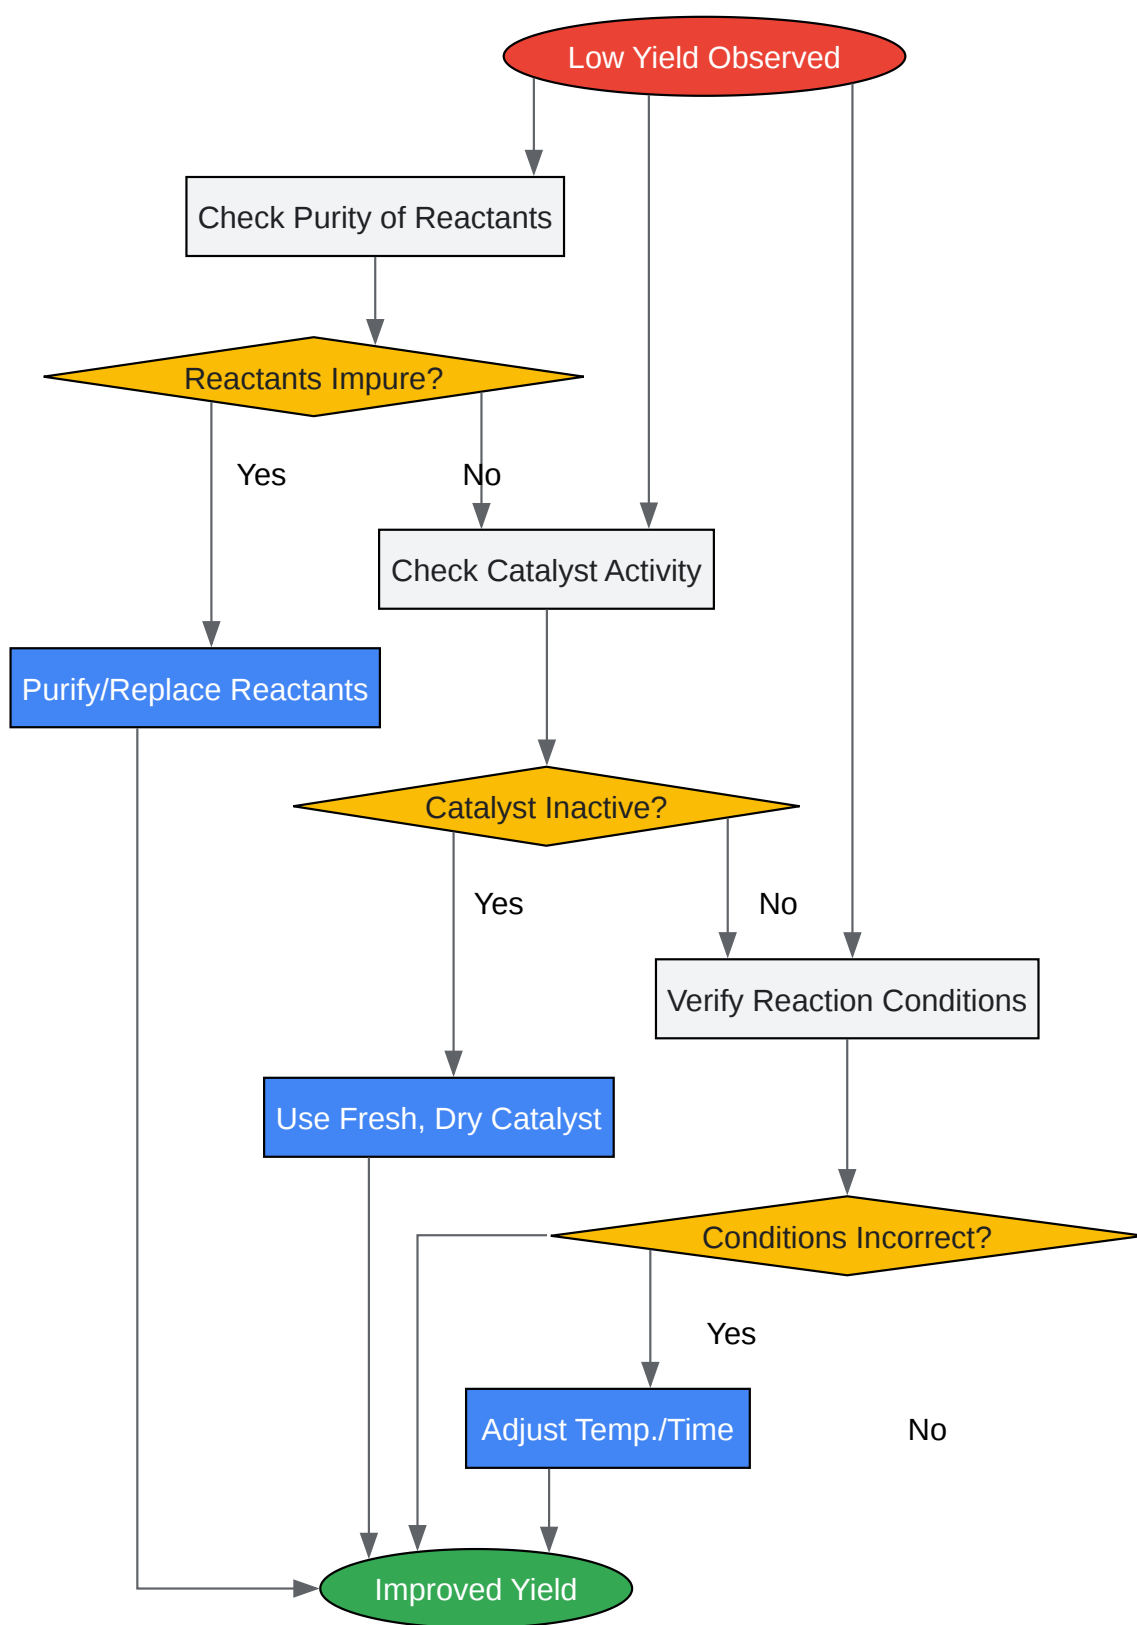 Low Yield Observed
Check Purity of Reactants
Reactants Impure?
Yes
No
Check Catalyst Activity
Purify/Replace Reactants
Catalyst Inactive?
Yes
No
Verify Reaction Conditions
Use Fresh, Dry Catalyst
Conditions Incorrect?
Yes
Adjust Temp./Time
No
Improved Yield